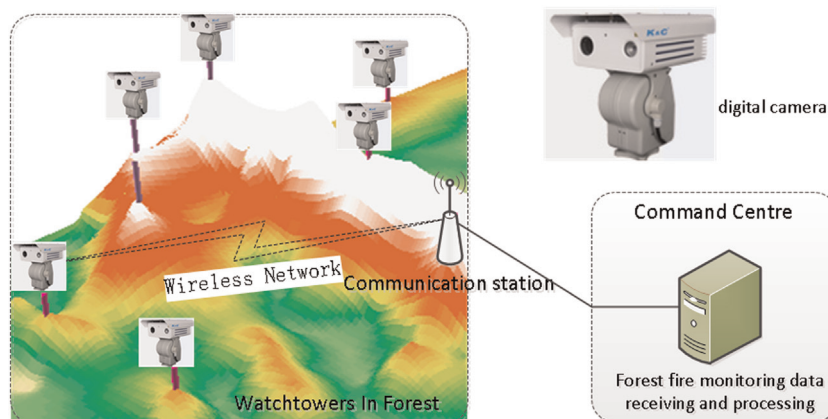 K&C
digital camera
Wireless Network
Communication station
Watchtowers In Forest
Command Centre
Forest fire monitoring data
receiving and processing